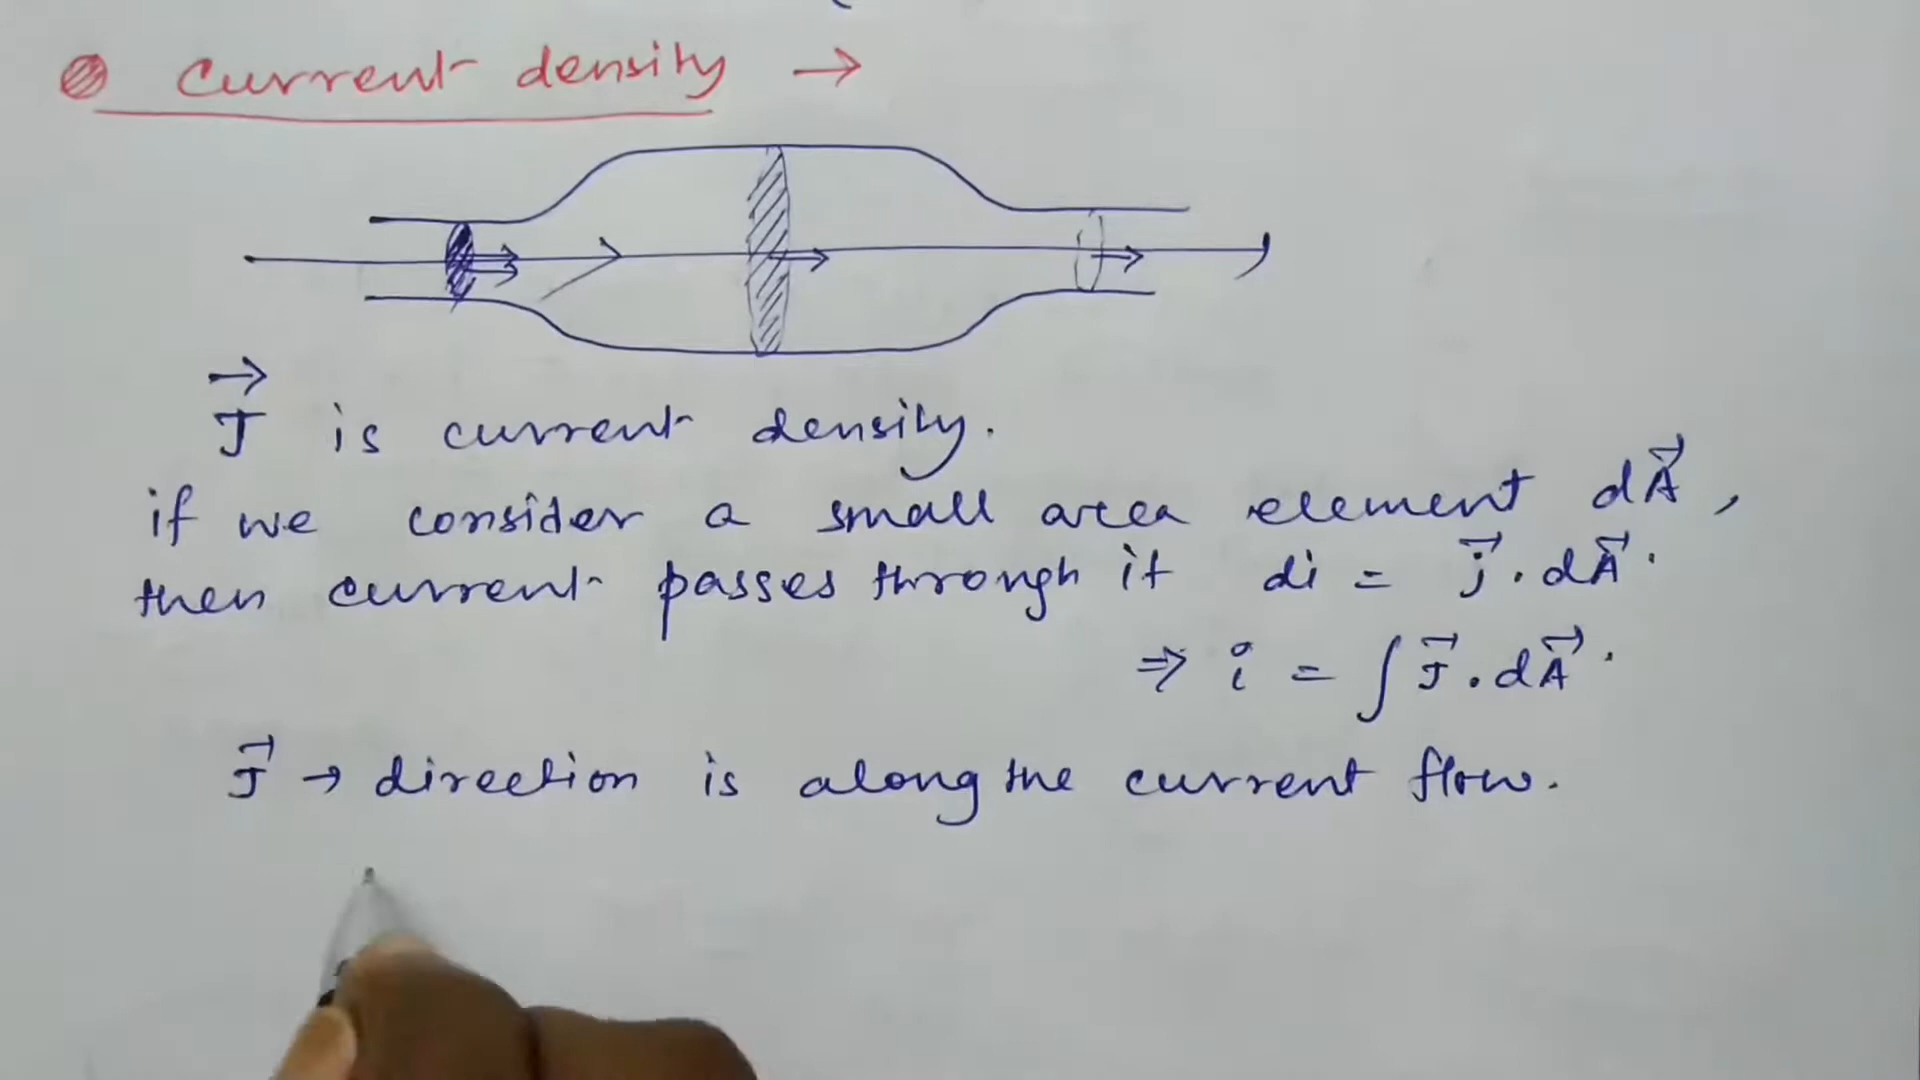 Current density →
J⃗ is current density.
if we consider a small area element dA⃗,
then current passes through it di = j⃗ . dA⃗.
⇒ i = ∫ J⃗ . dA⃗.
J⃗ → direction is along the current flow.